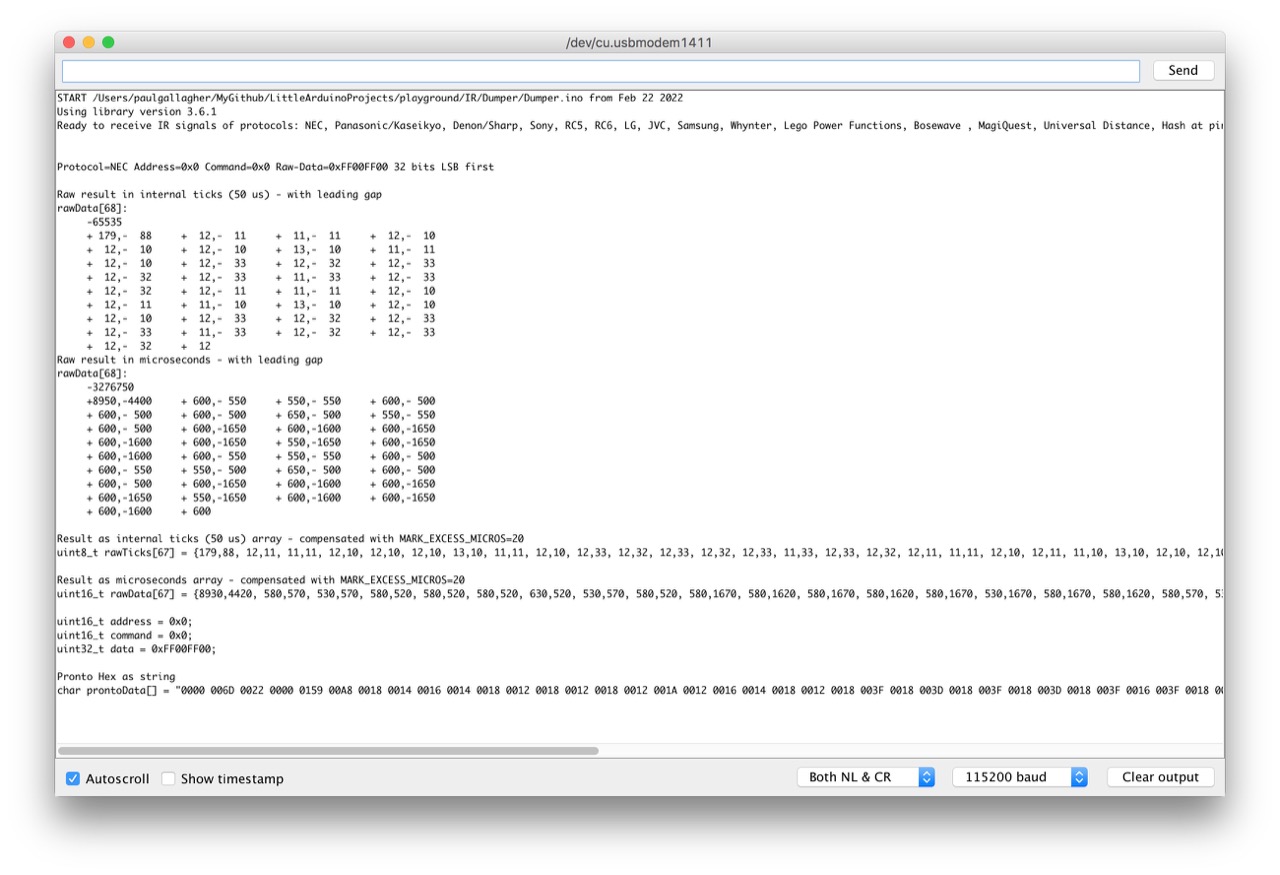 /dev/cu.usbmodem1411
Send
START /Users/paulgallagher/MyGithub/LittleArduinoProjects/playground/IR/Dumper/Dumper.ino from Feb 22 2022
Using library version 3.6.1
Ready to receive IR signals of protocols: NEC, Panasonic/Kaseikyo, Denon/Sharp, Sony, RC5, RC6, LG, JVC, Samsung, Whynter, Lego Power Functions, Bosewave , MagiQuest, Universal Distance, Hash at pi
Protocol=NEC Address=0x0 Command=0x0 Raw-Data=0xFF00FF00 32 bits LSB first
Raw result in internal ticks (50 us) - with leading gap
rawData[68]:
-65535
+ 179,-  88     +  12,-  11     +  11,-  11     +  12,-  10
+  12,-  10     +  12,-  10     +  13,-  10     +  11,-  11
+  12,-  10     +  12,-  33     +  12,-  32     +  12,-  33
+  12,-  32     +  12,-  33     +  11,-  33     +  12,-  33
+  12,-  32     +  12,-  11     +  11,-  11     +  12,-  10
+  12,-  11     +  11,-  10     +  13,-  10     +  12,-  10
+  12,-  10     +  12,-  33     +  12,-  32     +  12,-  33
+  12,-  33     +  11,-  33     +  12,-  32     +  12,-  33
+  12,-  32     +  12
Raw result in microseconds - with leading gap
rawData[68]:
-3276750
+8950,-4400     + 600,- 550     + 550,- 550     + 600,- 500
+ 600,- 500     + 600,- 500     + 650,- 500     + 550,- 550
+ 600,- 500     + 600,-1650     + 600,-1600     + 600,-1650
+ 600,-1600     + 600,-1650     + 550,-1650     + 600,-1650
+ 600,-1600     + 600,- 550     + 550,- 550     + 600,- 500
+ 600,- 550     + 550,- 500     + 650,- 500     + 600,- 500
+ 600,- 500     + 600,-1650     + 600,-1600     + 600,-1650
+ 600,-1650     + 550,-1650     + 600,-1600     + 600,-1650
+ 600,-1600     + 600
Result as internal ticks (50 us) array - compensated with MARK_EXCESS_MICROS=20
uint8_t rawTicks[67] = {179,88, 12,11, 11,11, 12,10, 12,10, 12,10, 13,10, 11,11, 12,10, 12,33, 12,32, 12,33, 12,32, 12,33, 11,33, 12,33, 12,32, 12,11, 11,11, 12,10, 12,11, 11,10, 13,10, 12,10, 12,10
Result as microseconds array - compensated with MARK_EXCESS_MICROS=20
uint16_t rawData[67] = {8930,4420, 580,570, 530,570, 580,520, 580,520, 580,520, 630,520, 530,570, 580,520, 580,1670, 580,1620, 580,1670, 580,1620, 580,1670, 530,1670, 580,1670, 580,1620, 580,570, 5
uint16_t address = 0x0;
uint16_t command = 0x0;
uint32_t data = 0xFF00FF00;
Pronto Hex as string
char prontoData[] = "0000 006D 0022 0000 0159 00A8 0018 0014 0016 0014 0018 0012 0018 0012 0018 0012 001A 0012 0016 0014 0018 0012 0018 003F 0018 003D 0018 003F 0018 003D 0018 003F 0016 003F 0018 0
Autoscroll
Show timestamp
Both NL & CR
115200 baud
Clear output